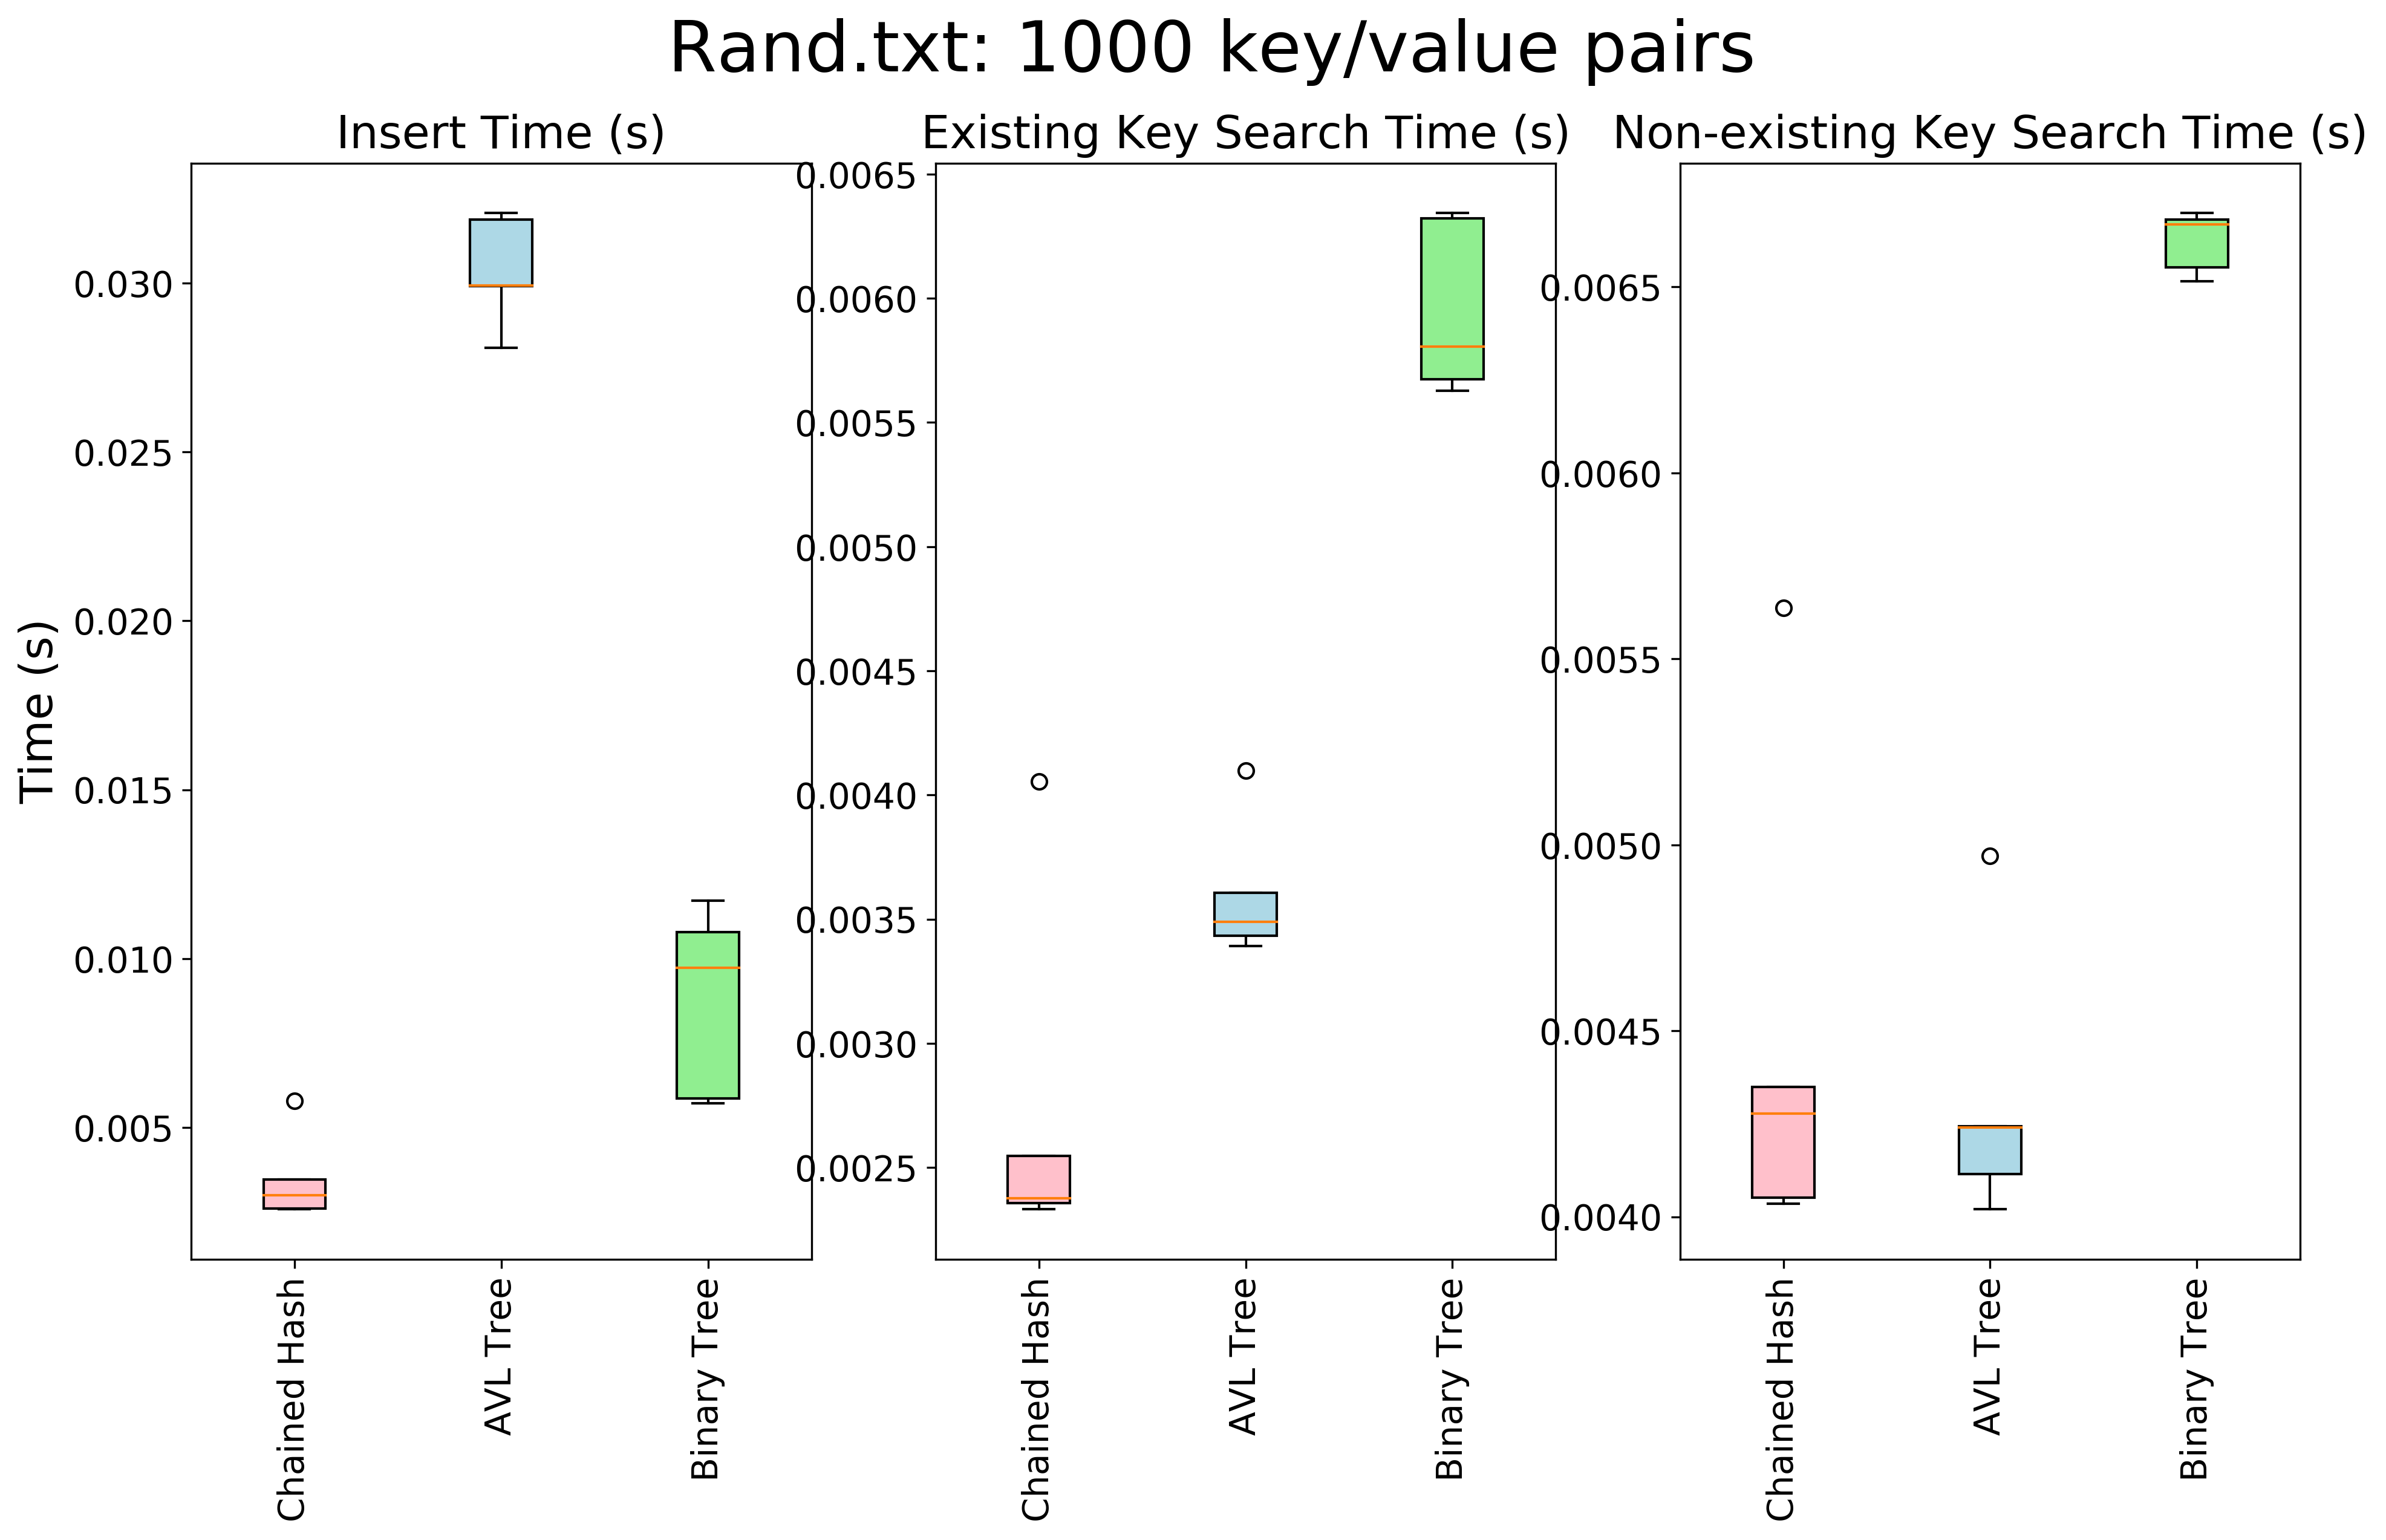 Rand.txt: 1000 key/value pairs
Insert Time (s)
Time (s)
0.030
0.025
0.020
0.015
0.010
0.005
Chained Hash
AVL Tree
Binary Tree
Existing Key Search Time (s)
0.0065
0.0060
0.0055
0.0050
0.0045
0.0040
0.0035
0.0030
0.0025
Chained Hash
AVL Tree
Binary Tree
Non-existing Key Search Time (s)
0.0065
0.0060
0.0055
0.0050
0.0045
0.0040
Chained Hash
AVL Tree
Binary Tree